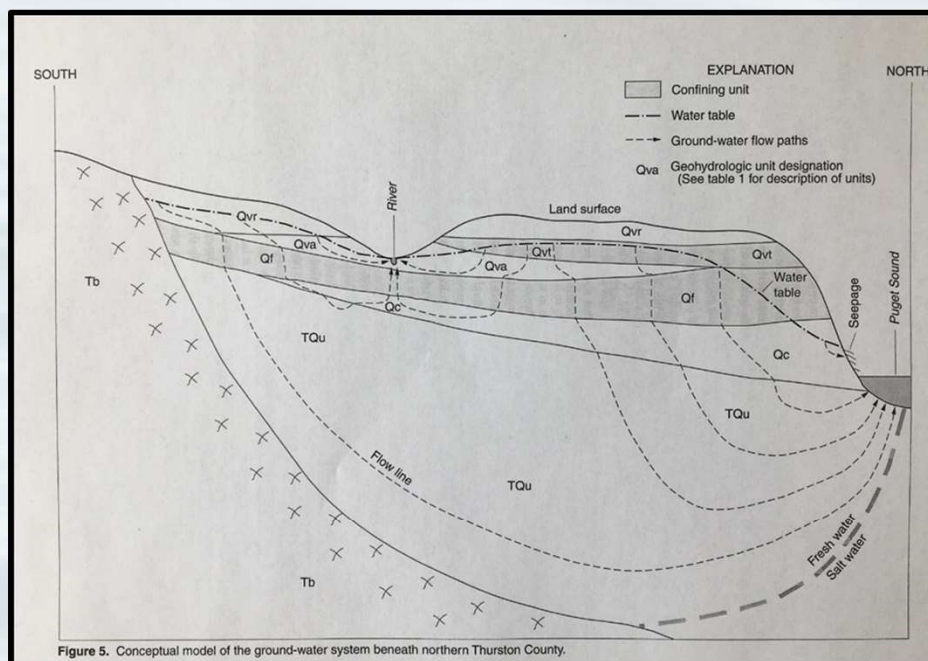 SOUTH
EXPLANATION
NORTH
Confining unit
Water table
Ground-water flow paths
Qva
Geohydrologic unit designation
(See table 1 for description of units)
River
Land surface
Qvr
Qvr
Qva
Qvt
Qvt
Qf
Qva
Water
table
Tb
Qf
Seepage
Puget Sound
Qc
TQu
Qc
TQu
Flow line
TQu
Fresh water
Salt water
Tb
Figure 5. Conceptual model of the ground-water system beneath northern Thurston County.